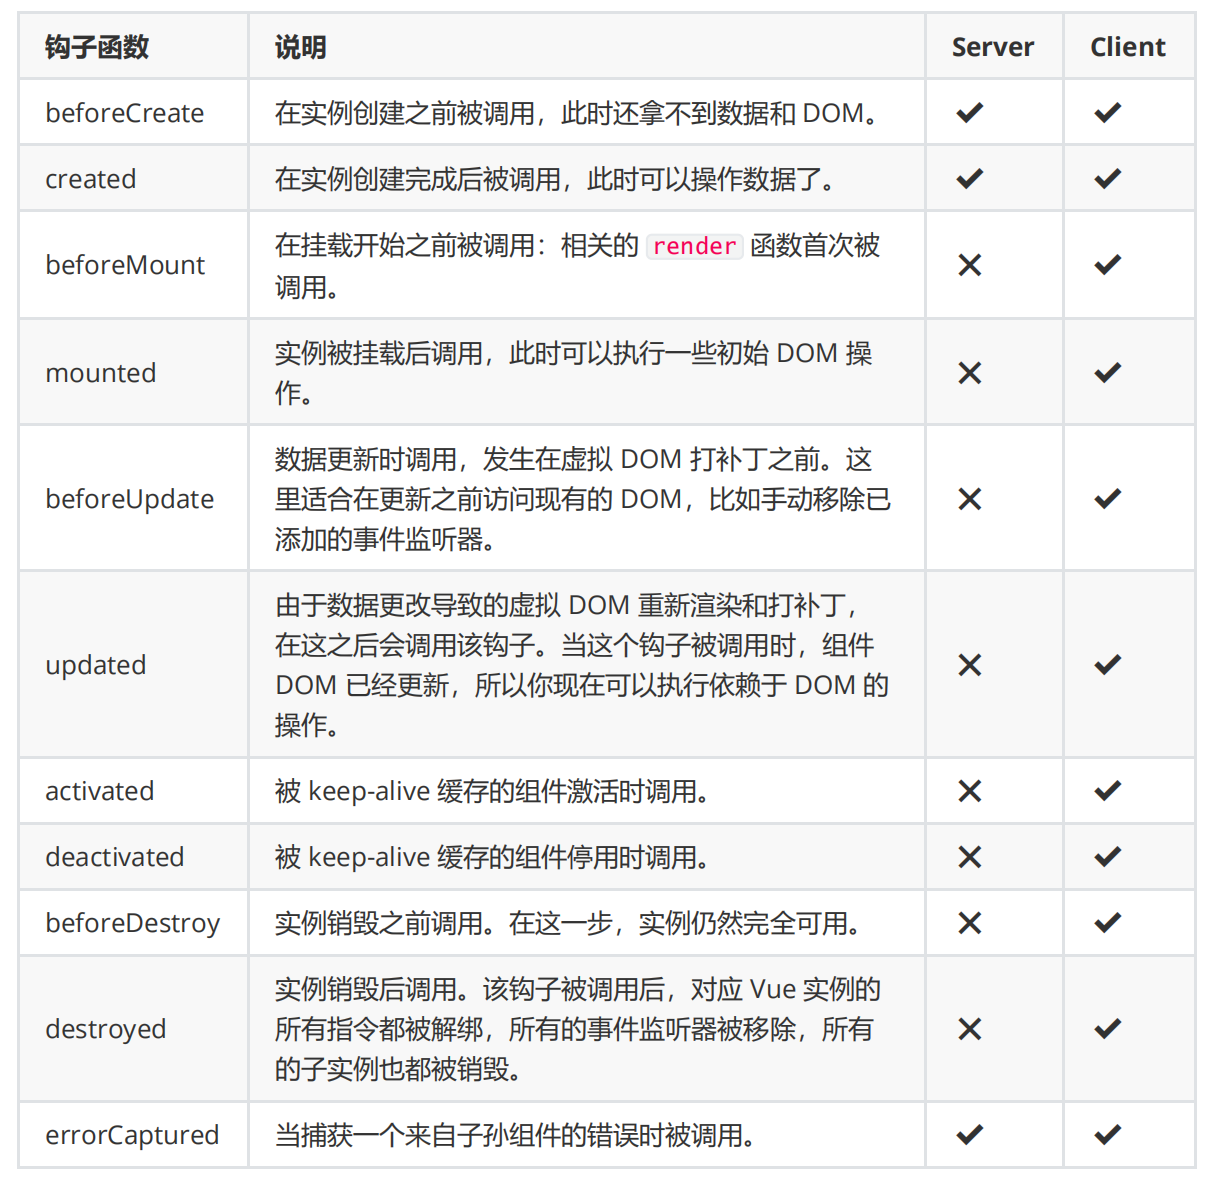 钩子函数 说明 Server Client
beforeCreate 在实例创建之前被调用，此时还拿不到数据和 DOM。 ✔ ✔
created 在实例创建完成后被调用，此时可以操作数据了。 ✔ ✔
beforeMount 在挂载开始之前被调用：相关的 render 函数首次被
调用。 ✕ ✔
mounted 实例被挂载后调用，此时可以执行一些初始 DOM 操
作。 ✕ ✔
beforeUpdate 数据更新时调用，发生在虚拟 DOM 打补丁之前。这
里适合在更新之前访问现有的 DOM，比如手动移除已
添加的事件监听器。 ✕ ✔
updated 由于数据更改导致的虚拟 DOM 重新渲染和打补丁，
在这之后会调用该钩子。当这个钩子被调用时，组件
DOM 已经更新，所以你现在可以执行依赖于 DOM 的
操作。 ✕ ✔
activated 被 keep-alive 缓存的组件激活时调用。 ✕ ✔
deactivated 被 keep-alive 缓存的组件停用时调用。 ✕ ✔
beforeDestroy 实例销毁之前调用。在这一步，实例仍然完全可用。 ✕ ✔
destroyed 实例销毁后调用。该钩子被调用后，对应 Vue 实例的
所有指令都被解绑，所有的事件监听器被移除，所有
的子实例也都被销毁。 ✕ ✔
errorCaptured 当捕获一个来自子孙组件的错误时被调用。 ✔ ✔